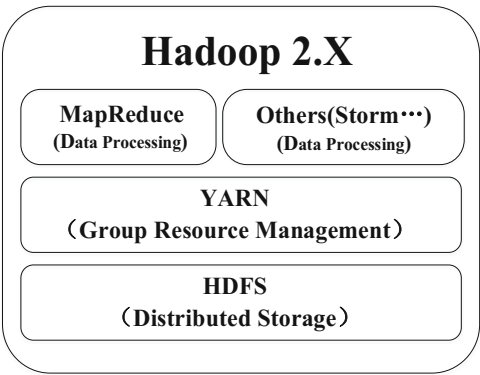 Hadoop 2.X
MapReduce
(Data Processing)
Others(Storm⋯)
(Data Processing)
YARN
（Group Resource Management）
HDFS
（Distributed Storage）